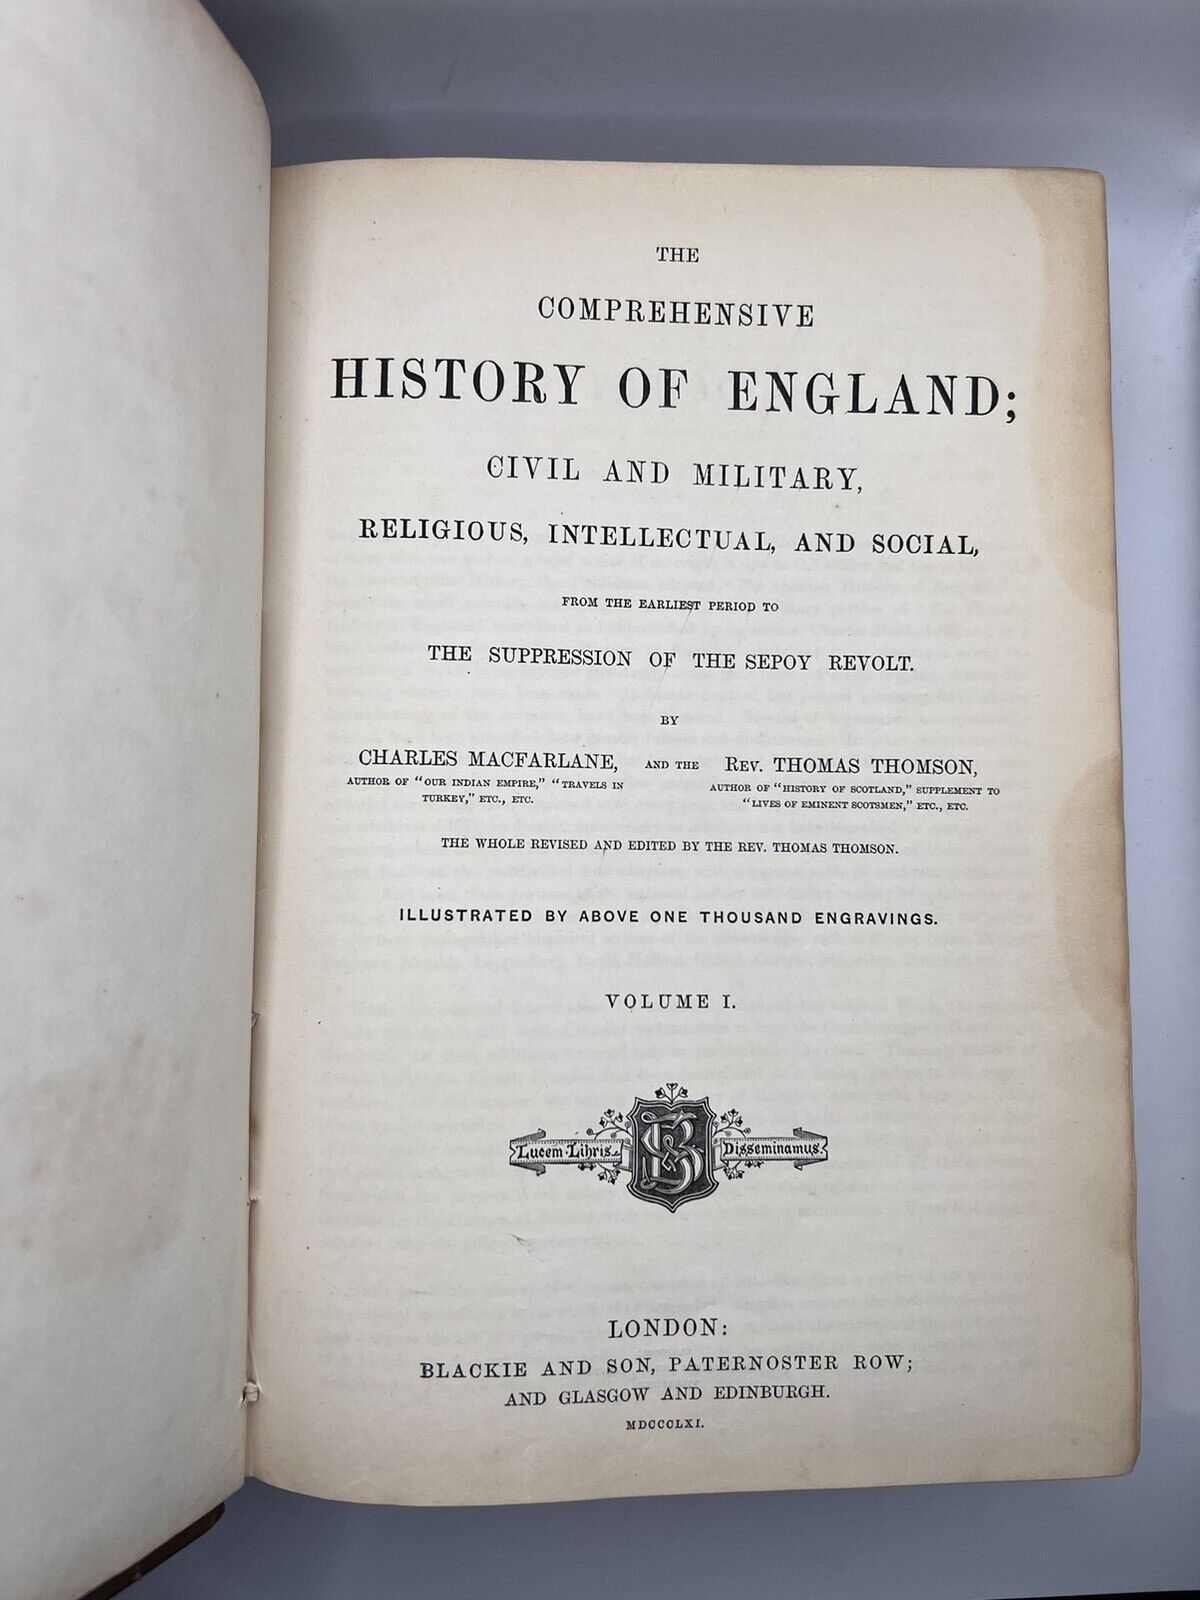 THE
COMPREHENSIVE
HISTORY OF ENGLAND;
CIVIL AND MILITARY,
RELIGIOUS, INTELLECTUAL, AND SOCIAL,
FROM THE EARLIEST PERIOD TO
THE SUPPRESSION OF THE SEPOY REVOLT.
BY
CHARLES MACFARLANE, AND THE REV. THOMAS THOMSON,
AUTHOR OF "OUR INDIAN EMPIRE," "TRAVELS IN
TURKEY," ETC., ETC.
AUTHOR OF "HISTORY OF SCOTLAND," SUPPLEMENT TO
"LIVES OF EMINENT SCOTSMEN," ETC., ETC.
THE WHOLE REVISED AND EDITED BY THE REV. THOMAS THOMSON.
ILLUSTRATED BY ABOVE ONE THOUSAND ENGRAVINGS.
VOLUME I.
Lucem Libris Disseminamus
LONDON:
BLACKIE AND SON, PATERNOSTER ROW;
AND GLASGOW AND EDINBURGH.
MDCCCLXI.